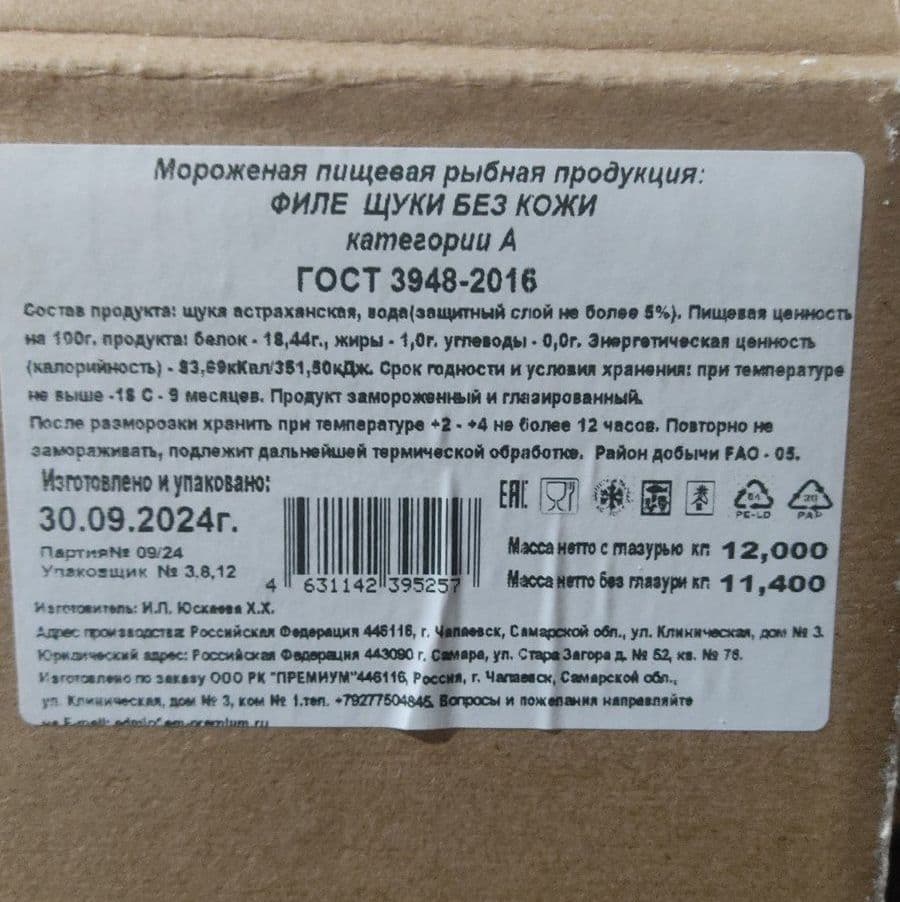 Мороженая пищевая рыбная продукция:
ФИЛЕ ЩУКИ БЕЗ КОЖИ
категории А
ГОСТ 3948-2016
Состав продукта: щука астраханская, вода(защитный слой не более 5%). Пищевая ценность
на 100г. продукта: белок - 18,44г., жиры - 1,0г. углеводы - 0,0г. Энергетическая ценность
(калорийность) - 83,69кКал/351,50кДж. Срок годности и условия хранения: при температуре
не выше -18 С - 9 месяцев. Продукт замороженный и глазированный.
После разморозки хранить при температуре +2 - +4 не более 12 часов. Повторно не
замораживать, подлежит дальнейшей термической обработке. Район добычи FAO - 05.
Изготовлено и упаковано:
30.09.2024г.
Партия№ 09/24
Упаковщик № 3,8,12
4 631142 395257
EAC
PE-LD
20
PAP
Масса нетто с глазурью кг: 12,000
Масса нетто без глазури кг: 11,400
Изготовитель: И.П. Юскаева Х.Х.
Адрес производства: Российская Федерация 446116, г. Чапаевск, Самарской обл., ул. Клиническая, дом № 3.
Юридический адрес: Российская Федерация 443090 г. Самара, ул. Стара Загора д. № 52, кв. № 76.
Изготовлено по заказу ООО РК "ПРЕМИУМ"446116, Россия, г. Чапаевск, Самарской обл.,
ул. Клиническая, дом № 3, ком № 1.тел. +79277504845. Вопросы и пожелания направляйте
на E-mail: